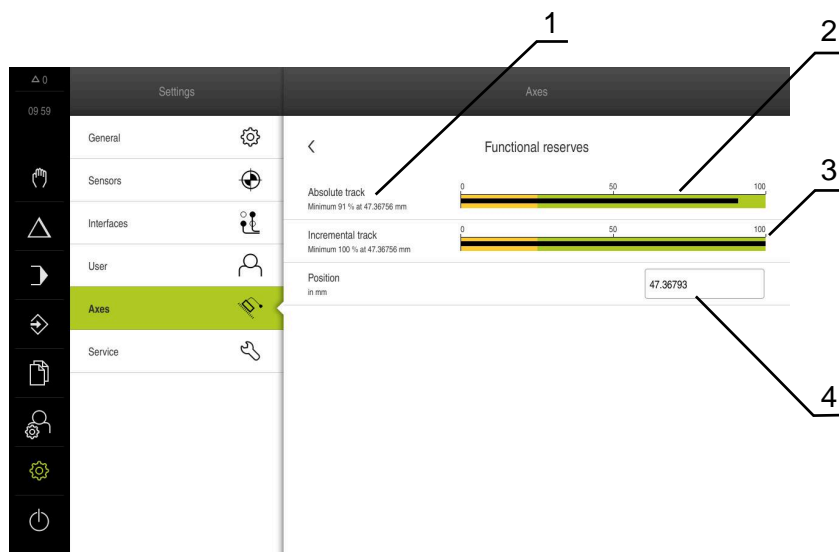 1
2
3
4
△ 0
09:59
Settings
Axes
General
Sensors
Interfaces
User
Axes
Service
Functional reserves
Absolute track
Minimum 91 % at 47.36756 mm
0 50 100
Incremental track
Minimum 100 % at 47.36756 mm
0 50 100
Position
in mm
47.36793